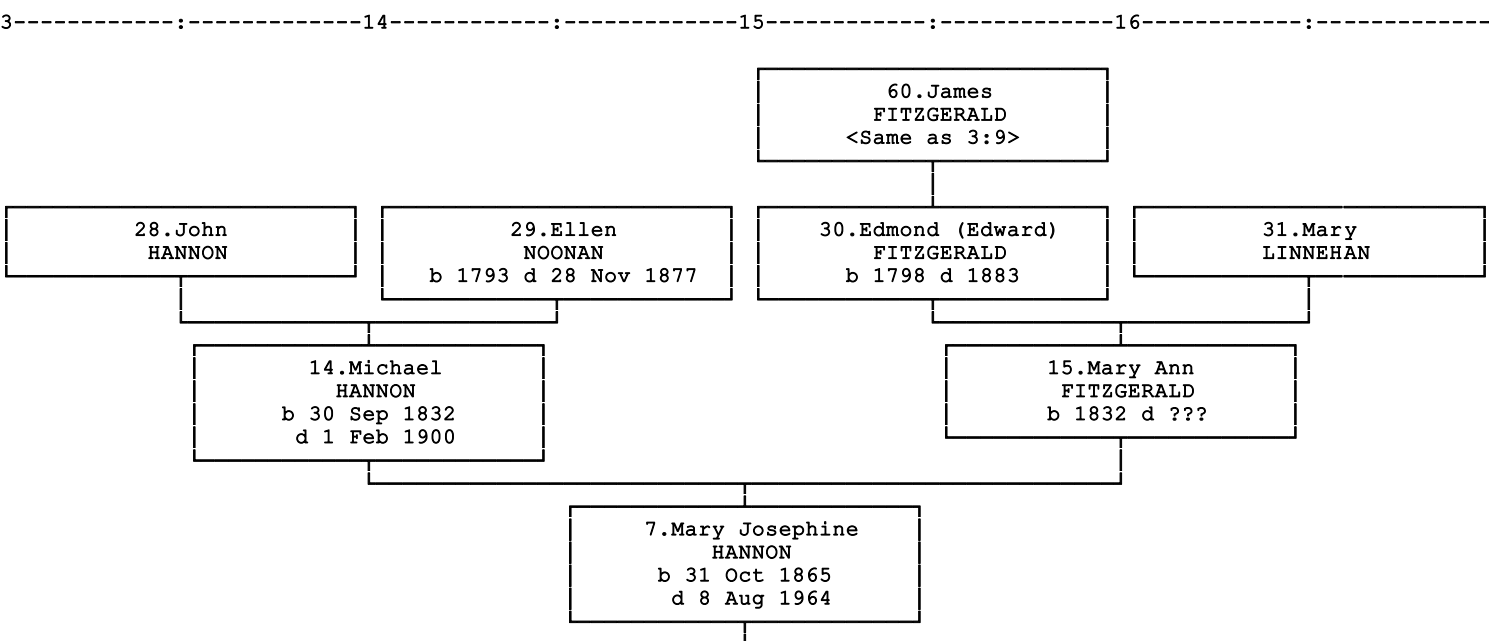 3-----------:-------------14-----------:-------------15-----------:-------------16-----------:-------------
60.James
FITZGERALD
<Same as 3:9>
28.John
HANNON
29.Ellen
NOONAN
b 1793 d 28 Nov 1877
30.Edmond (Edward)
FITZGERALD
b 1798 d 1883
31.Mary
LINNEHAN
14.Michael
HANNON
b 30 Sep 1832
d 1 Feb 1900
15.Mary Ann
FITZGERALD
b 1832 d ???
7.Mary Josephine
HANNON
b 31 Oct 1865
d 8 Aug 1964